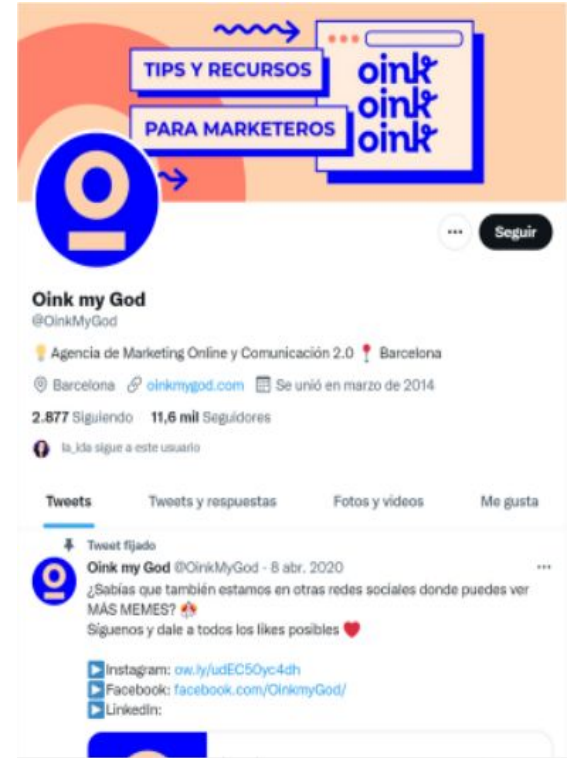 TIPS Y RECURSOS
PARA MARKETEROS
oink
oink
oink
Seguir
Oink my God
@OinkMyGod
Agencia de Marketing Online y Comunicación 2.0 Barcelona
Barcelona oinkmygod.com Se unió en marzo de 2014
2.877 Siguiendo 11,6 mil Seguidores
la_ida sigue a este usuario
Tweets Tweets y respuestas Fotos y videos Me gusta
Tweet fijado
Oink my God @OinkMyGod - 8 abr. 2020
¿Sabías que también estamos en otras redes sociales donde puedes ver
MÁS MEMES?
Síguenos y dale a todos los likes posibles
Instagram: ow.ly/udEC50yc4dh
Facebook: facebook.com/OinkmyGod/
LinkedIn: